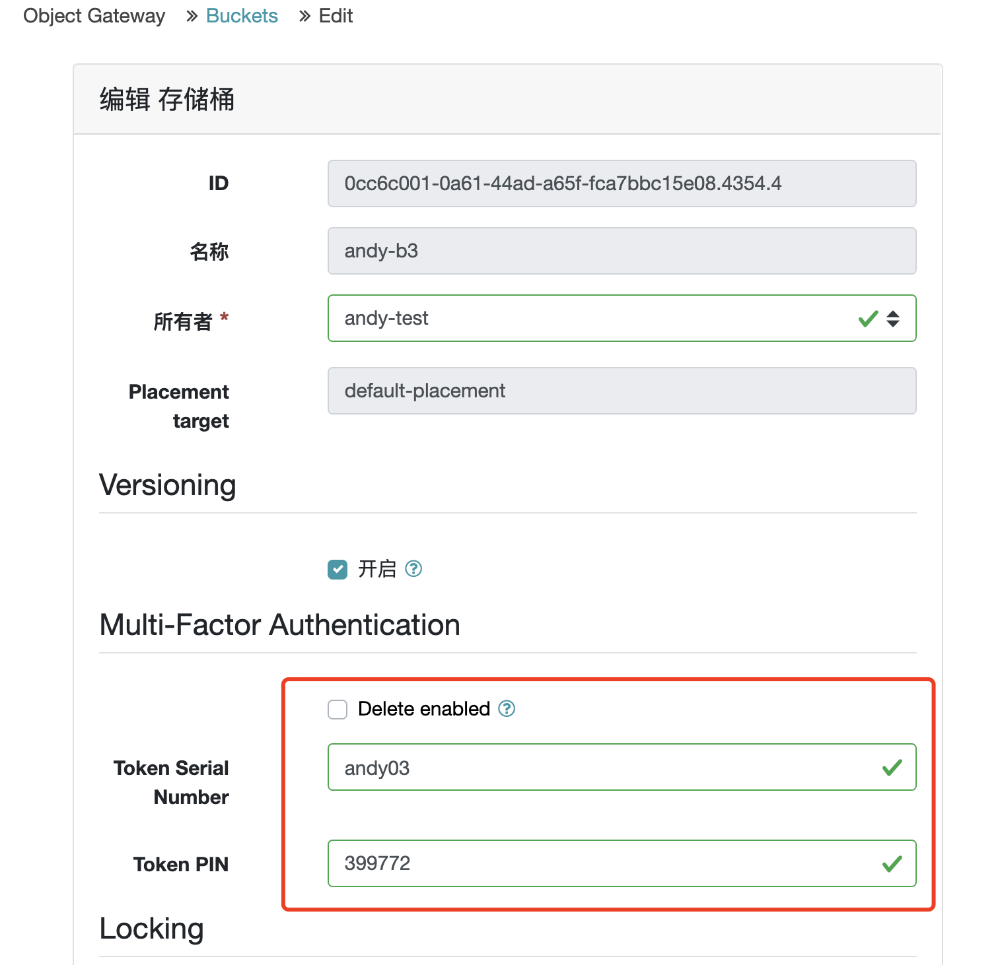 Object Gateway » Buckets » Edit
编辑 存储桶
ID 0cc6c001-0a61-44ad-a65f-fca7bbc15e08.4354.4
名称 andy-b3
所有者 * andy-test
Placement target default-placement
Versioning
开启
Multi-Factor Authentication
Delete enabled
Token Serial Number andy03
Token PIN 399772
Locking